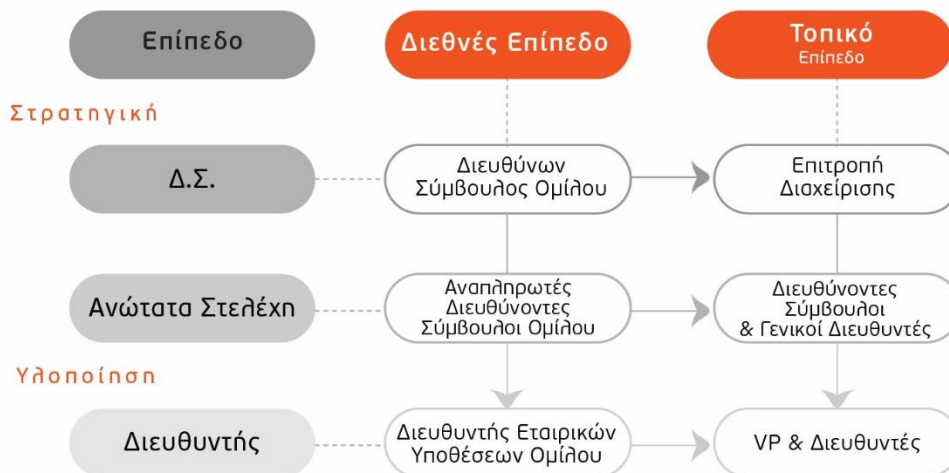 Επίπεδο
Διεθνές Επίπεδο
Τοπικό
Επίπεδο
Στρατηγική
Δ.Σ.
Διευθύνων
Σύμβουλος Ομίλου
Επιτροπή
Διαχείρισης
Ανώτατα Στελέχη
Αναπληρωτές
Διευθύνοντες
Σύμβουλοι Ομίλου
Διευθύνοντες
Σύμβουλοι
& Γενικοί Διευθυντές
Υλοποίηση
Διευθυντής
Διευθυντής Εταιρικών
Υποθέσεων Ομίλου
VP & Διευθυντές